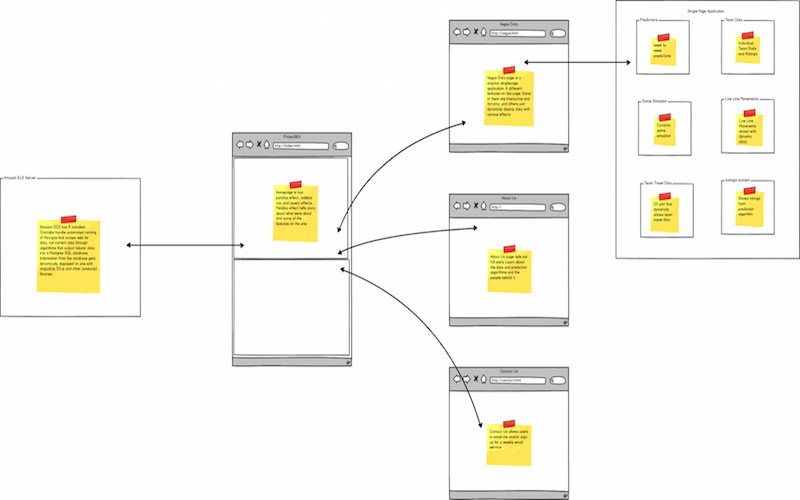 Amazon Ec2 Server
Amazon EC2 has R installed.
Crontabs handle automated running
of Rscripts that scrape web for
data, run current data through
algorithms that output tabular data
into a Postgres SQL database.
Information from the database gets
dynamically deployed on site with
angularjs, D3.js and other javascript
libraries.
http://index.html
Homepage is has
parallax effect, sidebar
nav, and jquery effects.
Parallax effect tells story
about what were about
and some of the
features on the site.
Vegas Data
http://vegas.html
Vegas Data page is a
angular singlepage
application. 6 different
features on this page. Some
of them are interactive and
dynamic, and others just
dynamically display data with
various effects
About Us
http://
About Us page tells our
full story. Learn about
the data and prediction
algorithms and the
people behind it.
Contact Us
http://contact.html
Contact Us allows users
to email me and/or sign
up for a weekly email
service.
Single Page Application
Predictions
week to
week
predictions
Team Data
Individual
Team Stats
and Ratings
Game Simulator
Dynamic
game
simulator
Live Line Movements
Live Line
Movements
shown with
dynamic
plots
Team Travel Data
D3 plot that
dynamically
shows team
travel data
ratings system
Shows ratings
from
prediction
algorithm